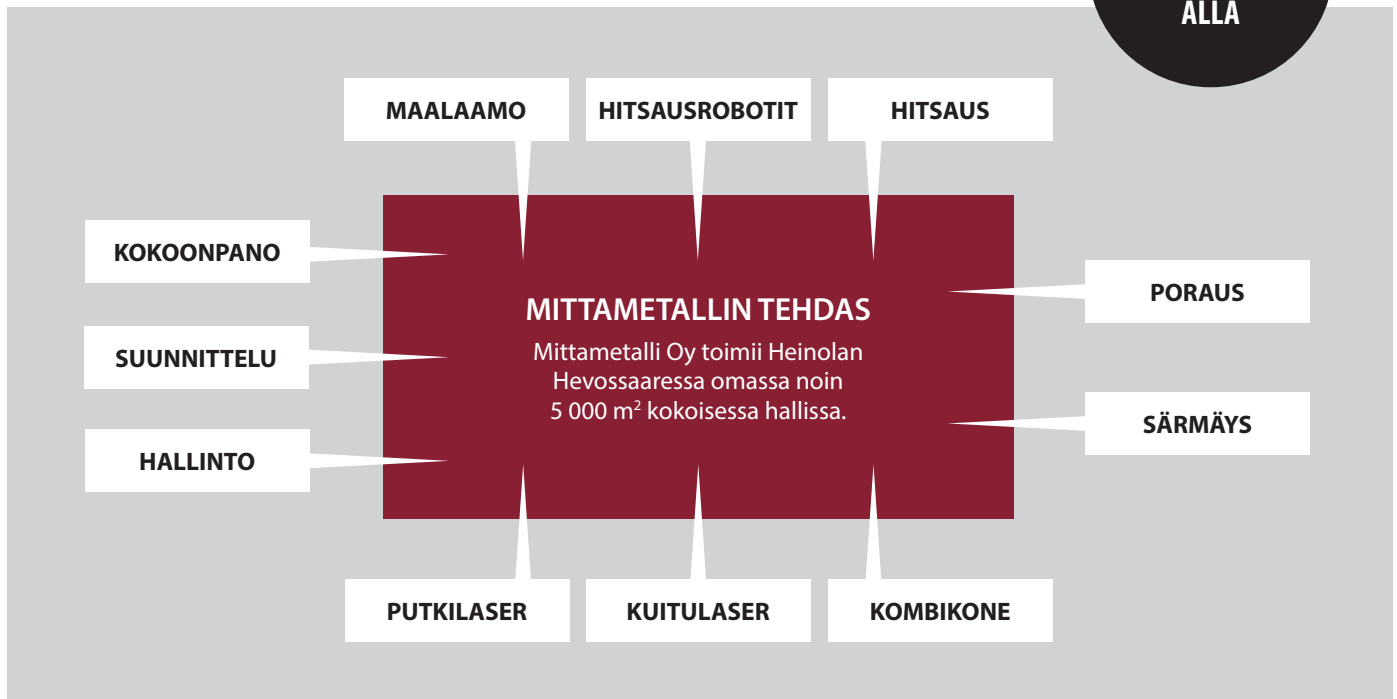 ALLA
MAALAAMO
HITSAUSROBOTIT
HITSAUS
KOKOONPANO
PORAUS
MITTAMETALLIN TEHDAS
Mittametalli Oy toimii Heinolan
Hevossaaressa omassa noin
5 000 m² kokoisessa hallissa.
SUUNNITTELU
SÄRMÄYS
HALLINTO
PUTKILASER
KUITULASER
KOMBIKONE